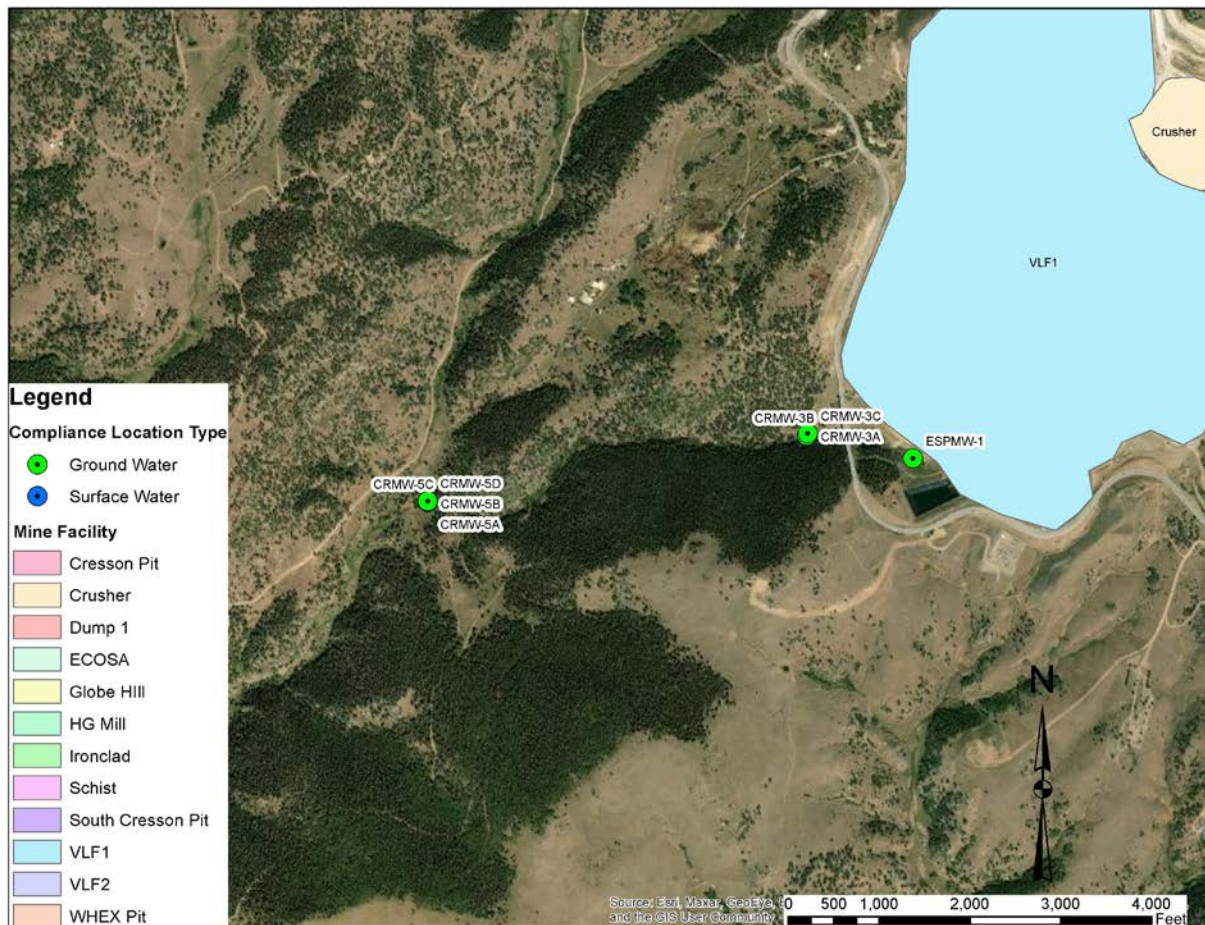 Crusher
VLF1
CRMW-3B
CRMW-3C
CRMW-3A
ESPMW-1
CRMW-5C
CRMW-5D
CRMW-5B
CRMW-5A
Legend
Compliance Location Type
Ground Water
Surface Water
Mine Facility
Cresson Pit
Crusher
Dump 1
ECOSA
Globe HIll
HG Mill
Ironclad
Schist
South Cresson Pit
VLF1
VLF2
WHEX Pit
N
Source: Esri, Maxar, GeoEye,
and the GIS User Community
0 500 1,000 2,000 3,000 4,000
Feet